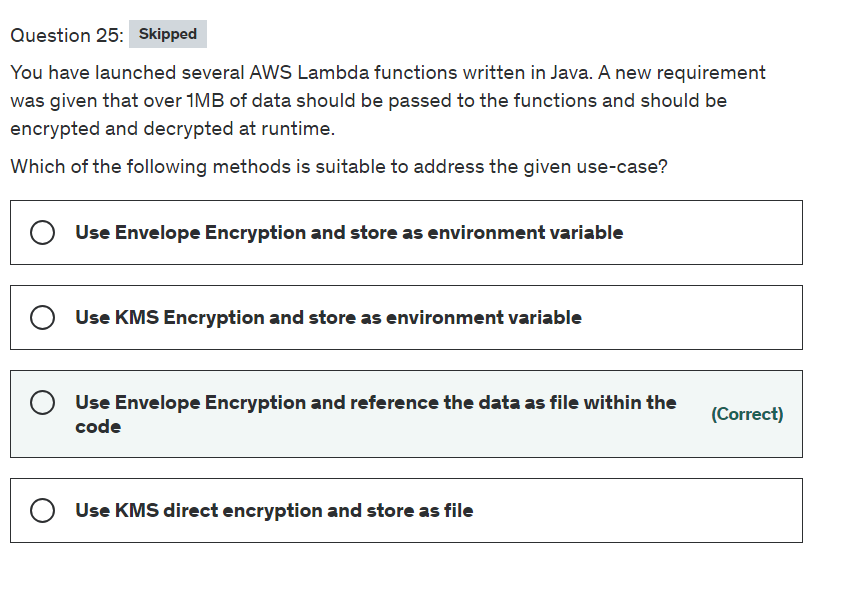 Question 25: Skipped
You have launched several AWS Lambda functions written in Java. A new requirement
was given that over 1MB of data should be passed to the functions and should be
encrypted and decrypted at runtime.
Which of the following methods is suitable to address the given use-case?
Use Envelope Encryption and store as environment variable
Use KMS Encryption and store as environment variable
Use Envelope Encryption and reference the data as file within the
code
(Correct)
Use KMS direct encryption and store as file